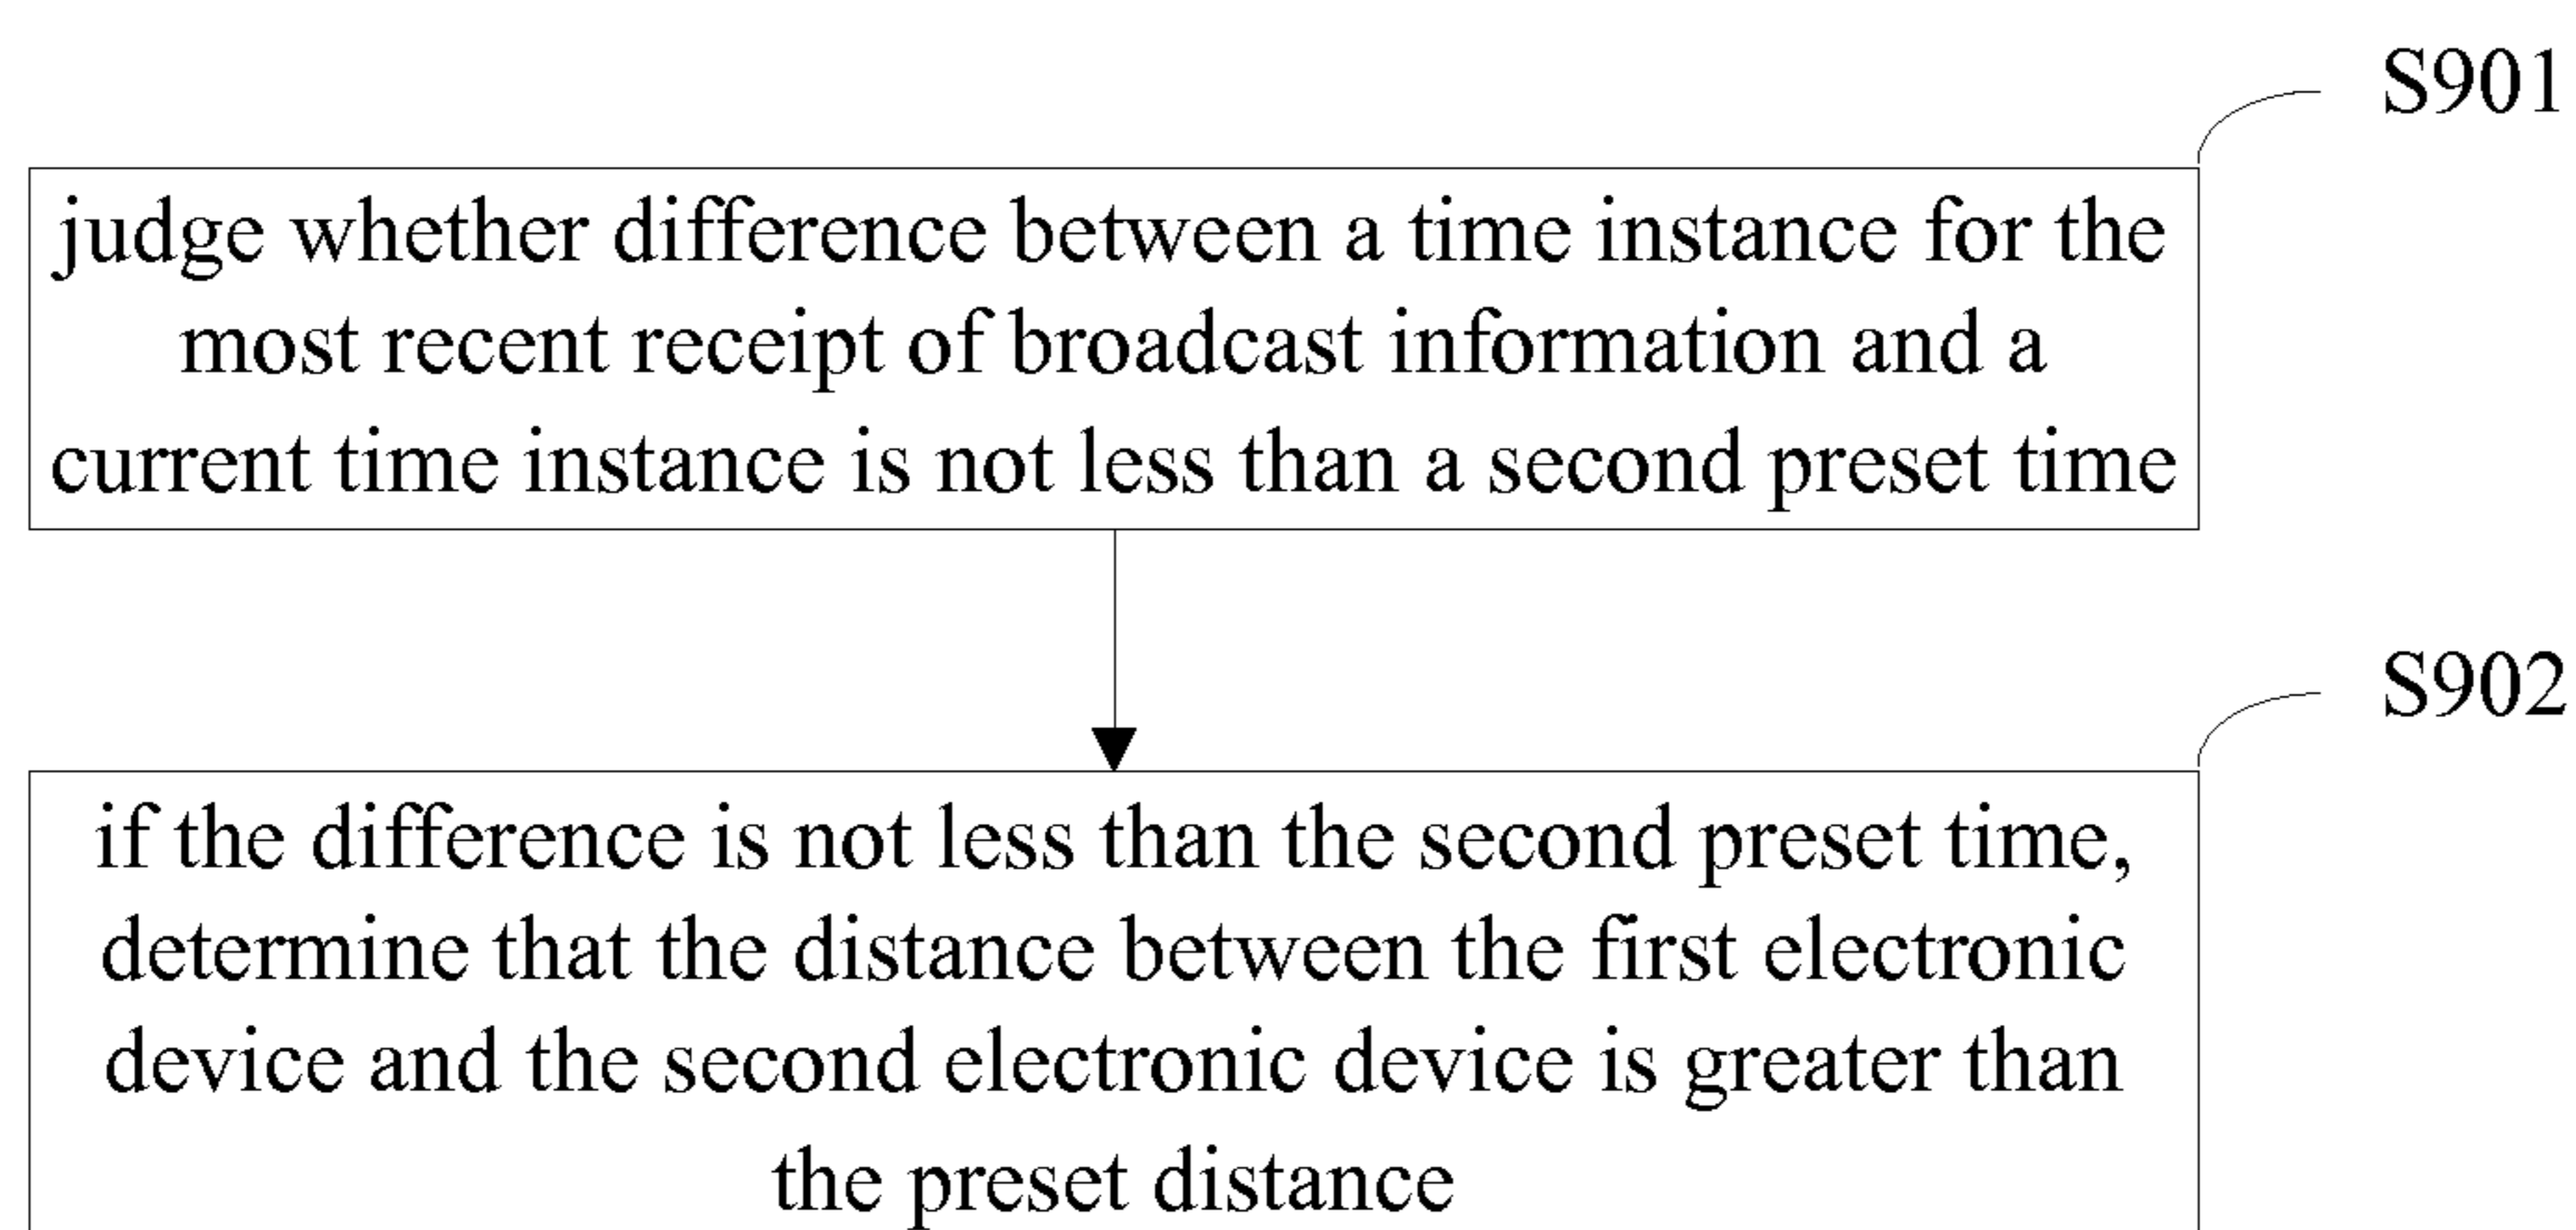 S901
judge whether difference between a time instance for the
most recent receipt of broadcast information and a
current time instance is not less than a second preset time
S902
if the difference is not less than the second preset time,
determine that the distance between the first electronic
device and the second electronic device is greater than
the preset distance